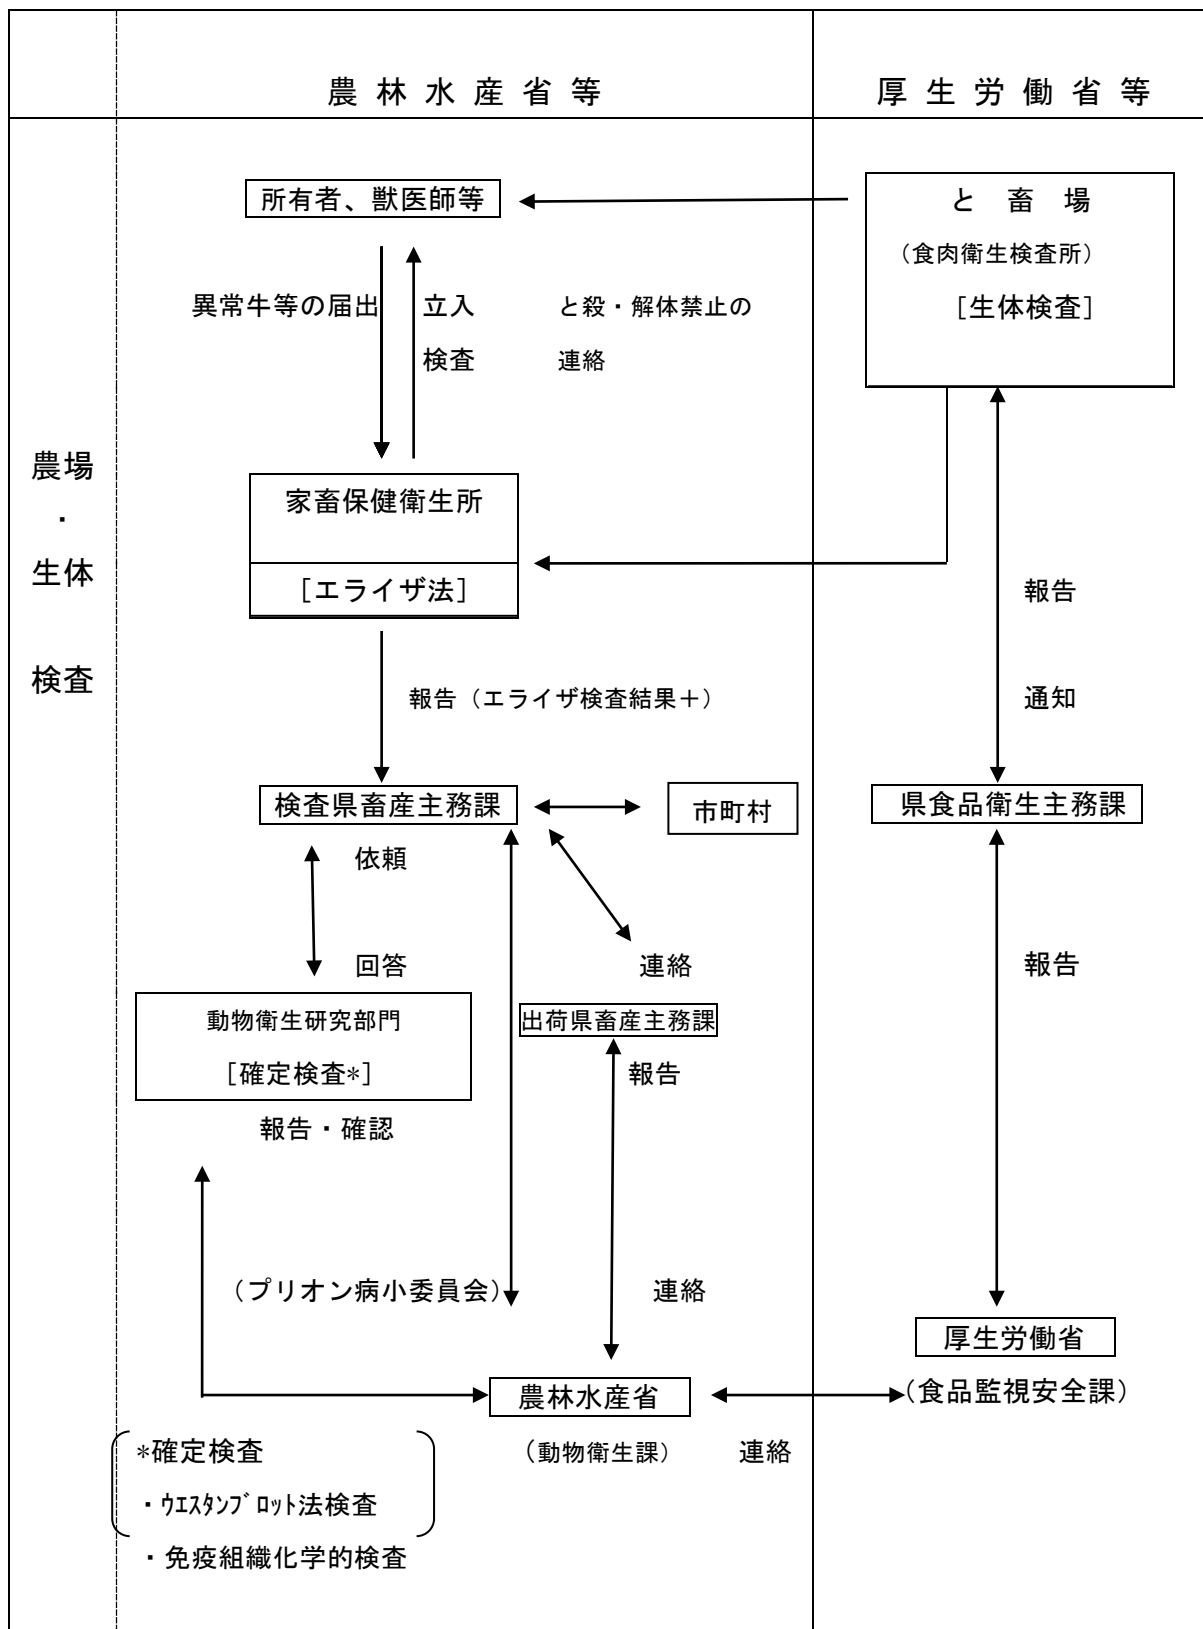 農林水産省等
厚生労働省等
農場
・
生体
検査
所有者、獣医師等
と畜場
（食肉衛生検査所）
［生体検査］
異常牛等の届出
立入
検査
と殺・解体禁止の
連絡
家畜保健衛生所
［エライザ法］
報告
通知
報告（エライザ検査結果＋）
検査県畜産主務課
市町村
県食品衛生主務課
依頼
回答
連絡
報告
動物衛生研究部門
［確定検査*］
出荷県畜産主務課
報告
報告・確認
（プリオン病小委員会）
連絡
厚生労働省
（食品監視安全課）
農林水産省
（動物衛生課）
連絡
*確定検査
・ｳｴｽﾀﾝﾌﾞﾛｯﾄ法検査
・免疫組織化学的検査